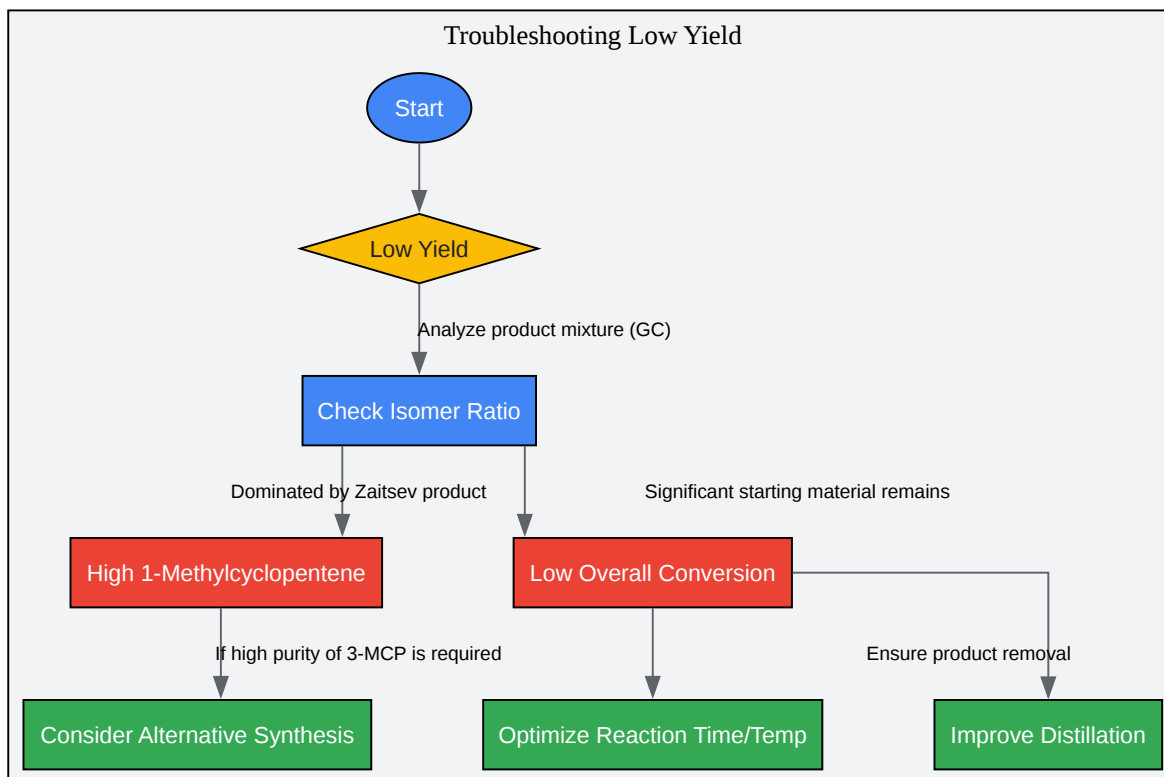 Troubleshooting Low Yield
Start
Low Yield
Analyze product mixture (GC)
Check Isomer Ratio
Dominated by Zaitsev product
Significant starting material remains
High 1-Methylcyclopentene
Low Overall Conversion
If high purity of 3-MCP is required
Ensure product removal
Consider Alternative Synthesis
Optimize Reaction Time/Temp
Improve Distillation